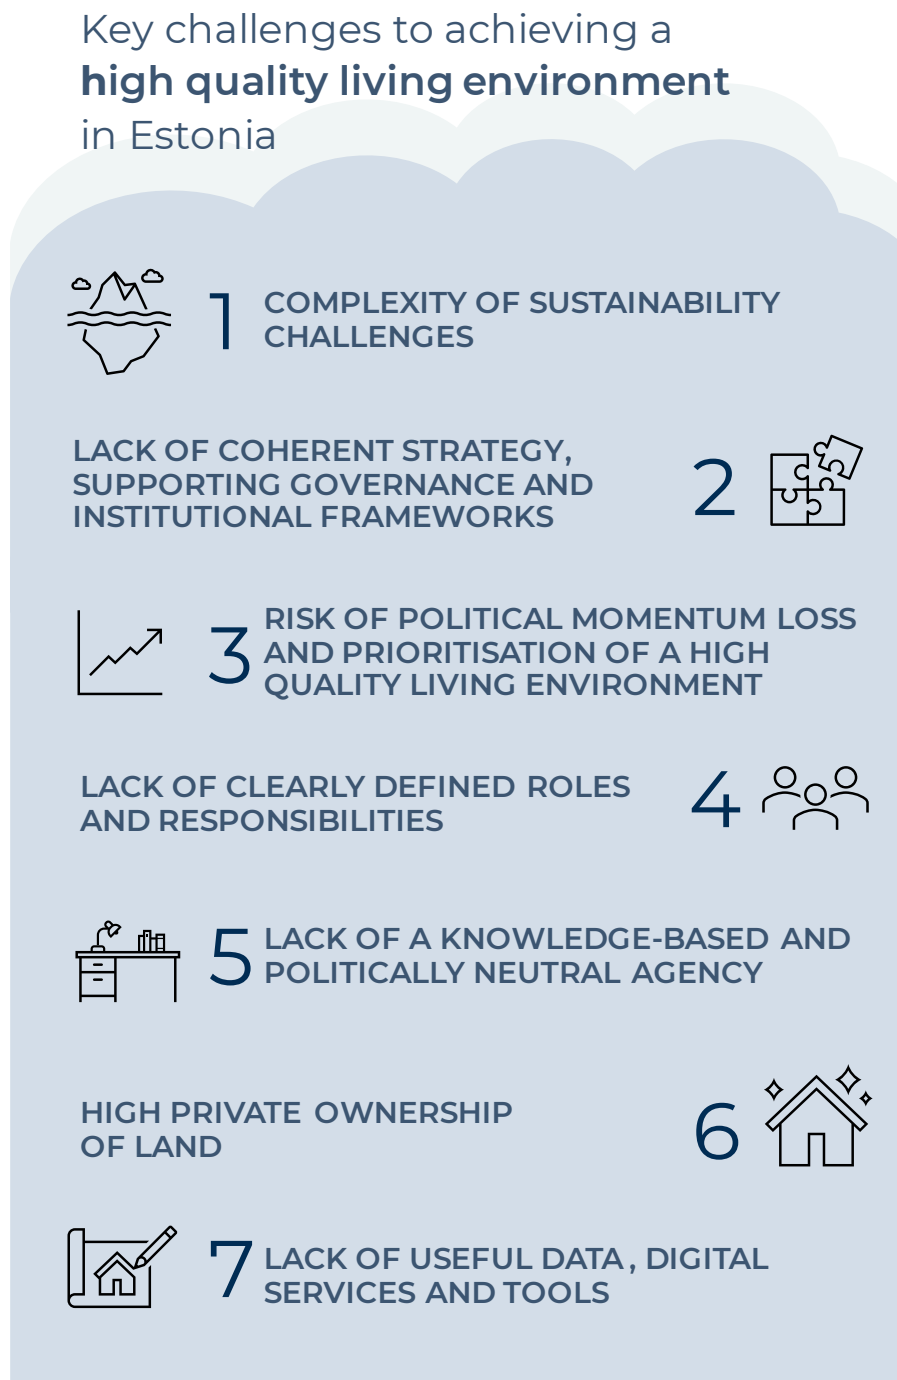 Key challenges to achieving a
high quality living environment
in Estonia
1
COMPLEXITY OF SUSTAINABILITY
CHALLENGES
LACK OF COHERENT STRATEGY,
SUPPORTING GOVERNANCE AND
INSTITUTIONAL FRAMEWORKS
2
3
RISK OF POLITICAL MOMENTUM LOSS
AND PRIORITISATION OF A HIGH
QUALITY LIVING ENVIRONMENT
LACK OF CLEARLY DEFINED ROLES
AND RESPONSIBILITIES
4
5
LACK OF A KNOWLEDGE-BASED AND
POLITICALLY NEUTRAL AGENCY
HIGH PRIVATE OWNERSHIP
OF LAND
6
7
LACK OF USEFUL DATA, DIGITAL
SERVICES AND TOOLS